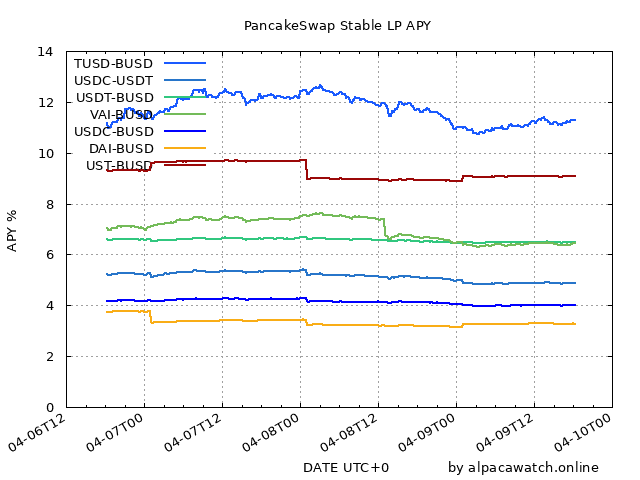 PancakeSwap Stable LP APY
TUSD-BUSD
USDC-USDT
USDT-BUSD
VAI-BUSD
USDC-BUSD
DAI-BUSD
UST-BUSD
APY %
14
12
10
8
6
4
2
0
04-06T12
04-07T00
04-07T12
04-08T00
04-08T12
04-09T00
04-09T12
04-10T00
DATE UTC+0
by alpacawatch.online